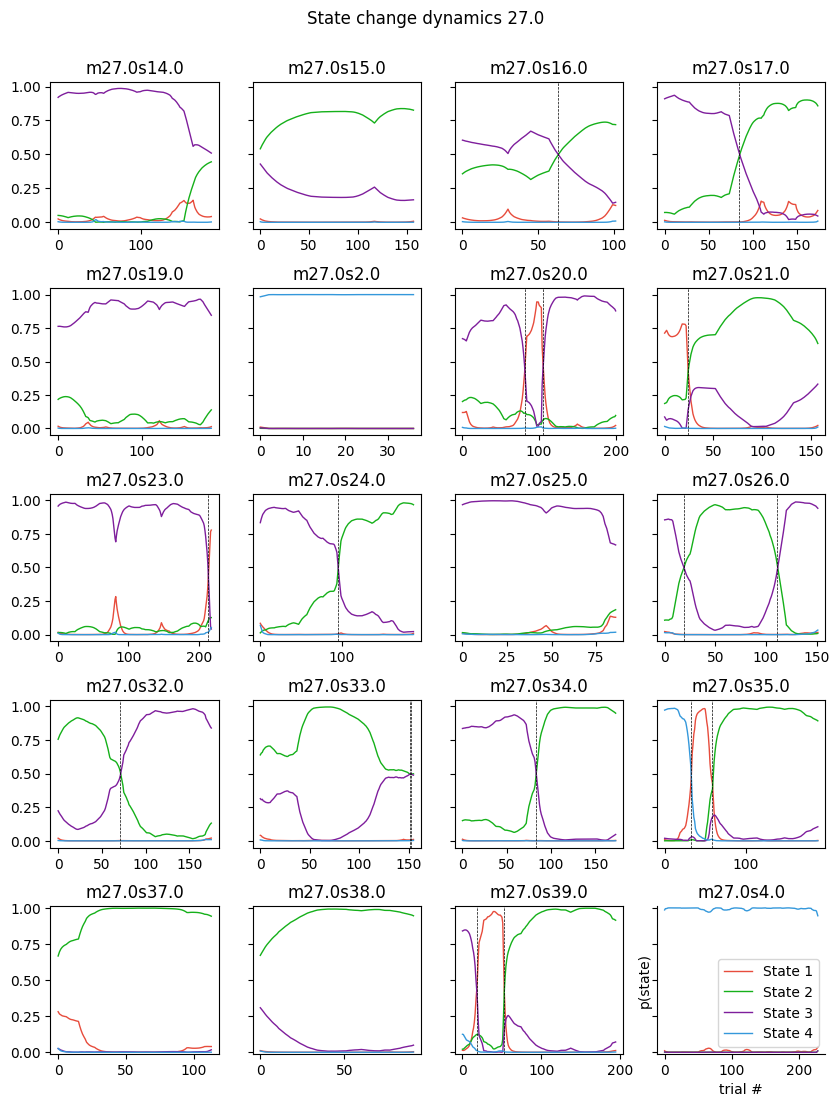 State change dynamics 27.0
m27.0s14.0 m27.0s15.0 m27.0s16.0 m27.0s17.0
1.00
0.75
0.50
0.25
0.00
0 100 0 50 100 150 0 50 100 0 50 100 150
m27.0s19.0 m27.0s2.0 m27.0s20.0 m27.0s21.0
1.00
0.75
0.50
0.25
0.00
0 100 0 10 20 30 0 100 200 0 50 100 150
m27.0s23.0 m27.0s24.0 m27.0s25.0 m27.0s26.0
1.00
0.75
0.50
0.25
0.00
0 100 200 0 100 0 25 50 75 0 50 100 150
m27.0s32.0 m27.0s33.0 m27.0s34.0 m27.0s35.0
1.00
0.75
0.50
0.25
0.00
0 50 100 150 0 50 100 150 0 50 100 150 0 100
m27.0s37.0 m27.0s38.0 m27.0s39.0 m27.0s4.0
1.00
0.75
0.50
0.25
0.00
0 50 100 0 50 0 100 200 0 100 200
p(state)
State 1
State 2
State 3
State 4
trial #